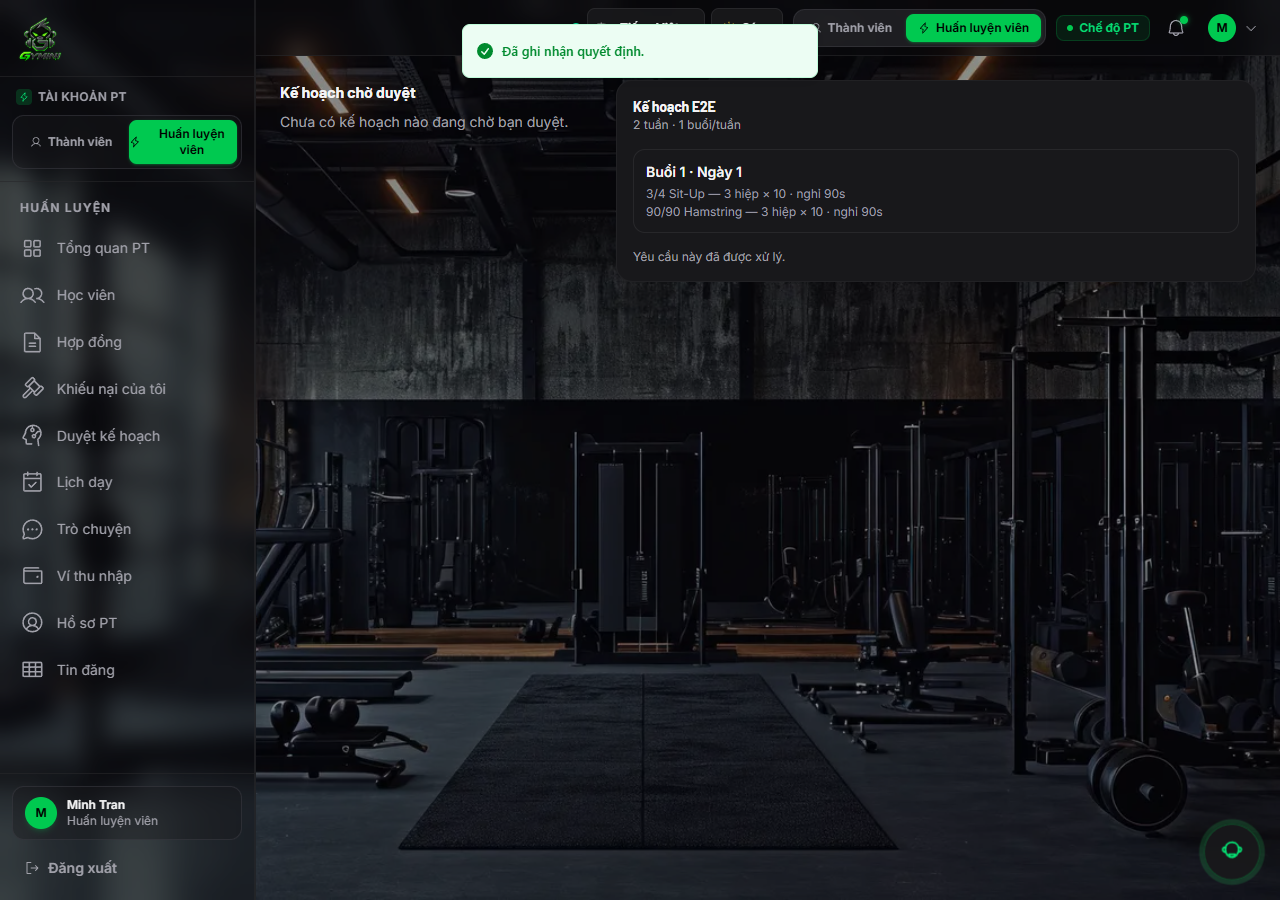 GYMIND
TÀI KHOẢN PT
Thành viên
Huấn luyện
viên
HUẤN LUYỆN
Tổng quan PT
Học viên
Hợp đồng
Khiếu nại của tôi
Duyệt kế hoạch
Lịch dạy
Trò chuyện
Ví thu nhập
Hồ sơ PT
Tin đăng
M
Minh Tran
Huấn luyện viên
Đăng xuất
Thành viên
Huấn luyện viên
Chế độ PT
M
Đã ghi nhận quyết định.
Kế hoạch chờ duyệt
Chưa có kế hoạch nào đang chờ bạn duyệt.
Kế hoạch E2E
2 tuần · 1 buổi/tuần
Buổi 1 · Ngày 1
3/4 Sit-Up — 3 hiệp × 10 · nghỉ 90s
90/90 Hamstring — 3 hiệp × 10 · nghỉ 90s
Yêu cầu này đã được xử lý.